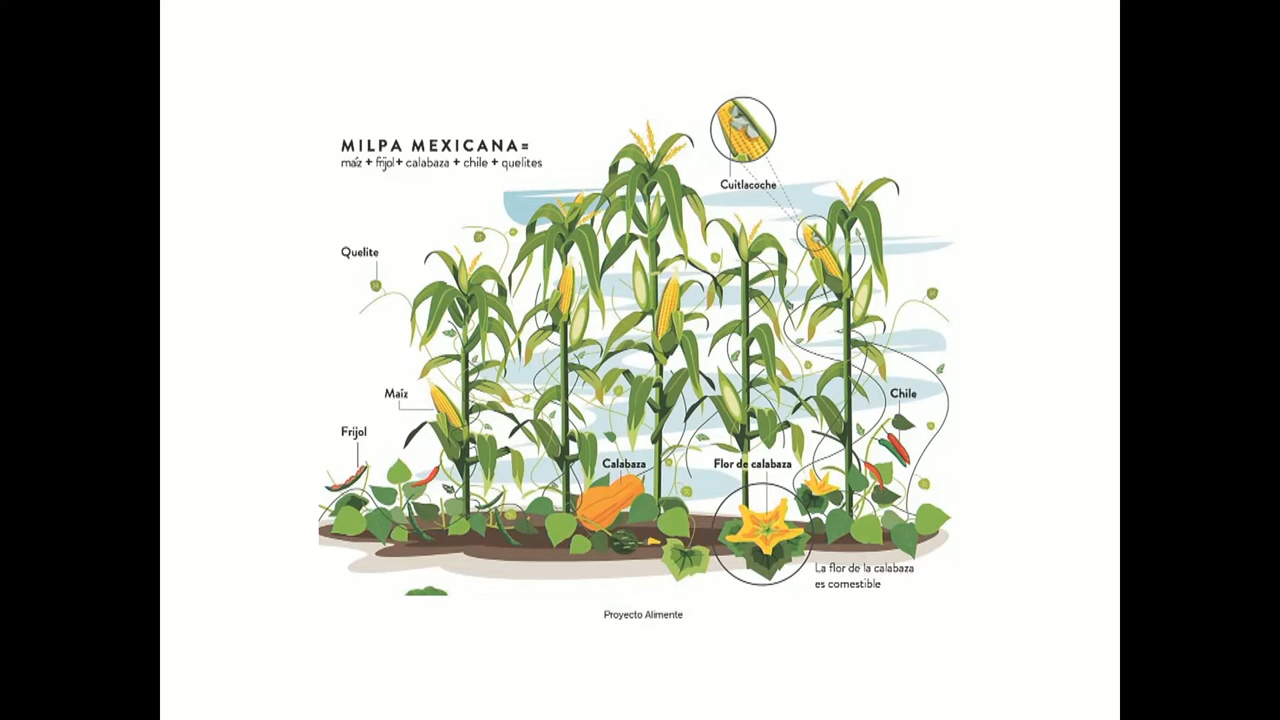 MILPA MEXICANA=
maíz + frijol + calabaza + chile + quelites
Cuitlacoche
Quelite
Maíz
Chile
Frijol
Calabaza
Flor de calabaza
La flor de la calabaza
es comestible
Proyecto Alimente